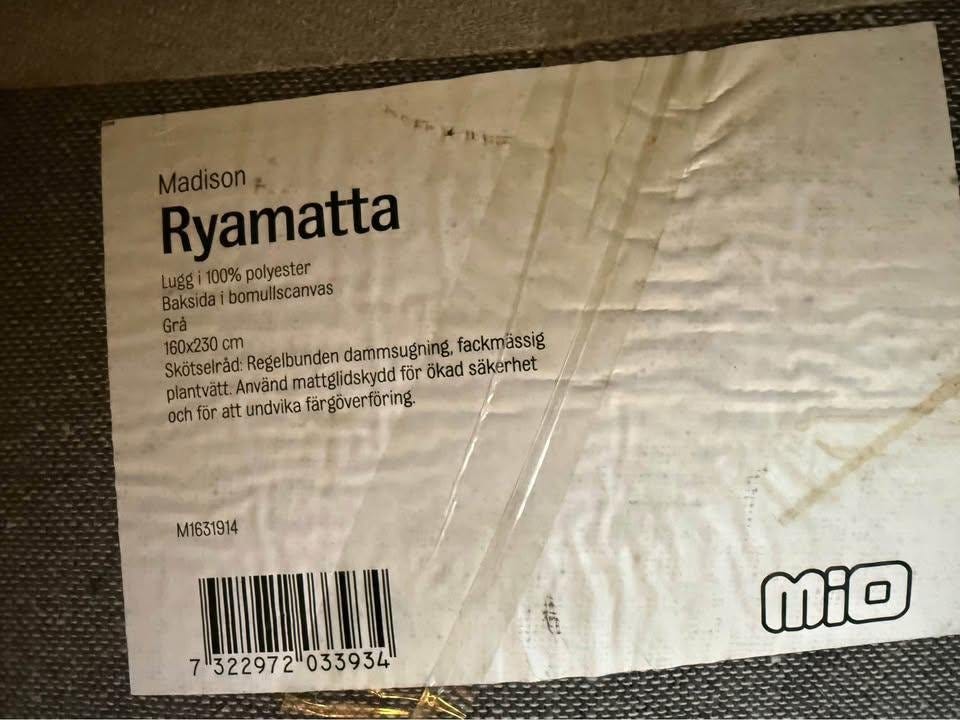 Madison
Ryamatta
Lugg i 100% polyester
Baksida i bomullscanvas
Grå
160x230 cm
Skötselråd: Regelbunden dammsugning, fackmässig
plantvätt. Använd mattglidskydd för ökad säkerhet
och för att undvika färgöverföring.
M1631914
7 322972 033934
mio